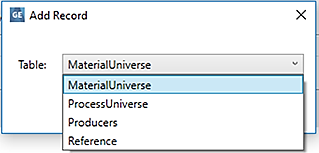 GE Add Record
Table: MaterialUniverse
MaterialUniverse
ProcessUniverse
Producers
Reference